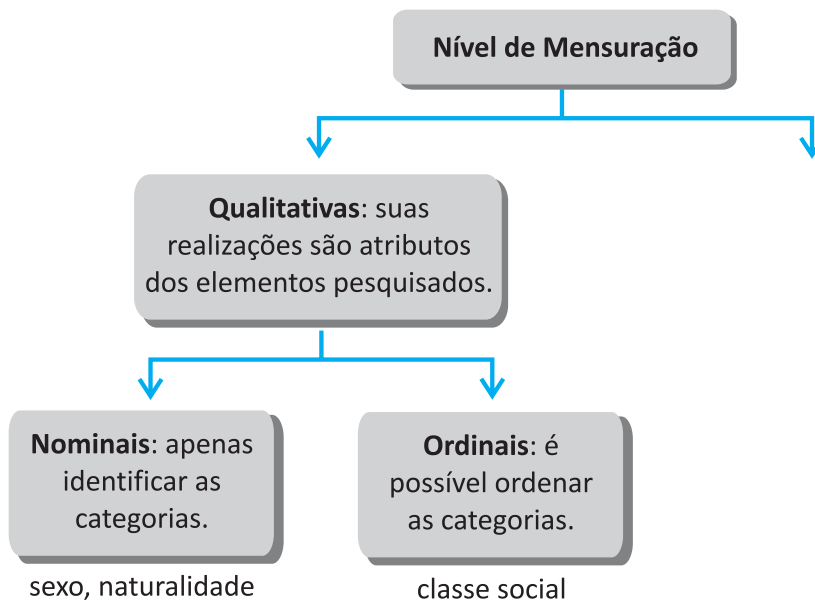 Nível de Mensuração
Qualitativas: suas
realizações são atributos
dos elementos pesquisados.
Nominais: apenas
identificar as
categorias.
sexo, naturalidade
Ordinais: é
possível ordenar
as categorias.
classe social